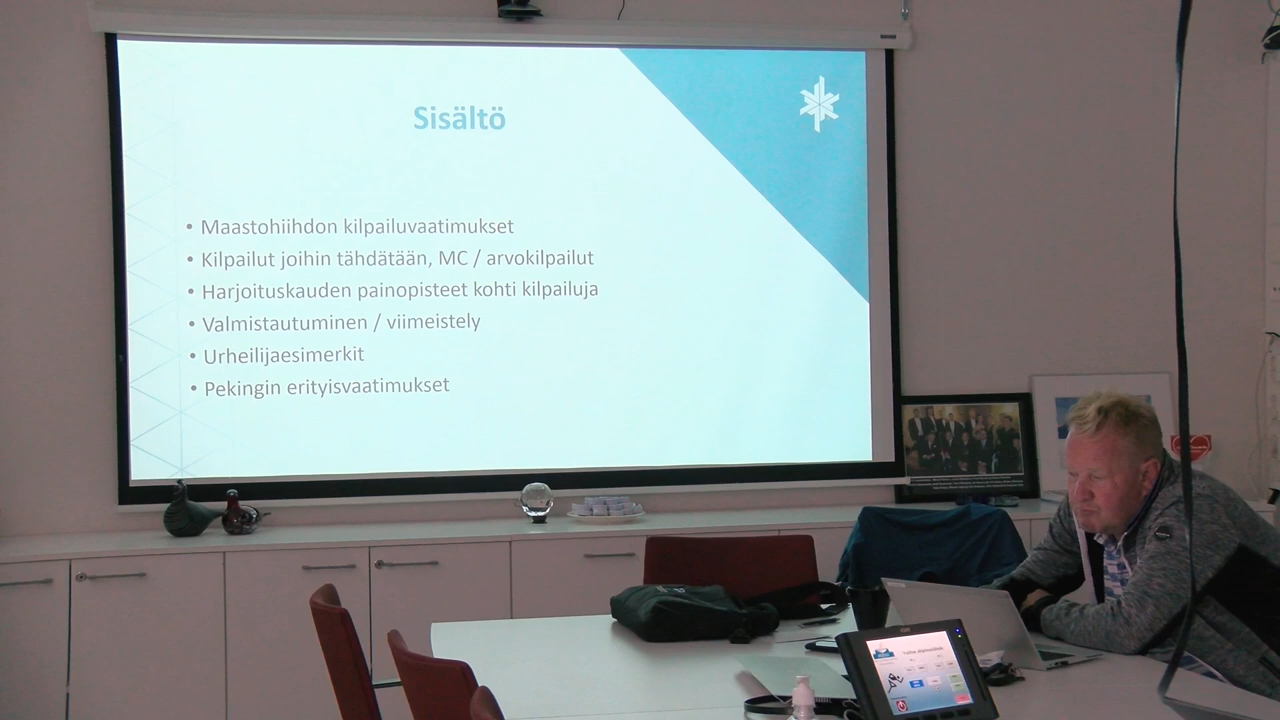 Sisältö
• Maastohiihdon kilpailuvaatimukset
• Kilpailut joihin tähdätään, MC / arvokilpailut
• Harjoituskauden painopisteet kohti kilpailuja
• Valmistautuminen / viimeistely
• Urheilijaesimerkit
• Pekingin erityisvaatimukset